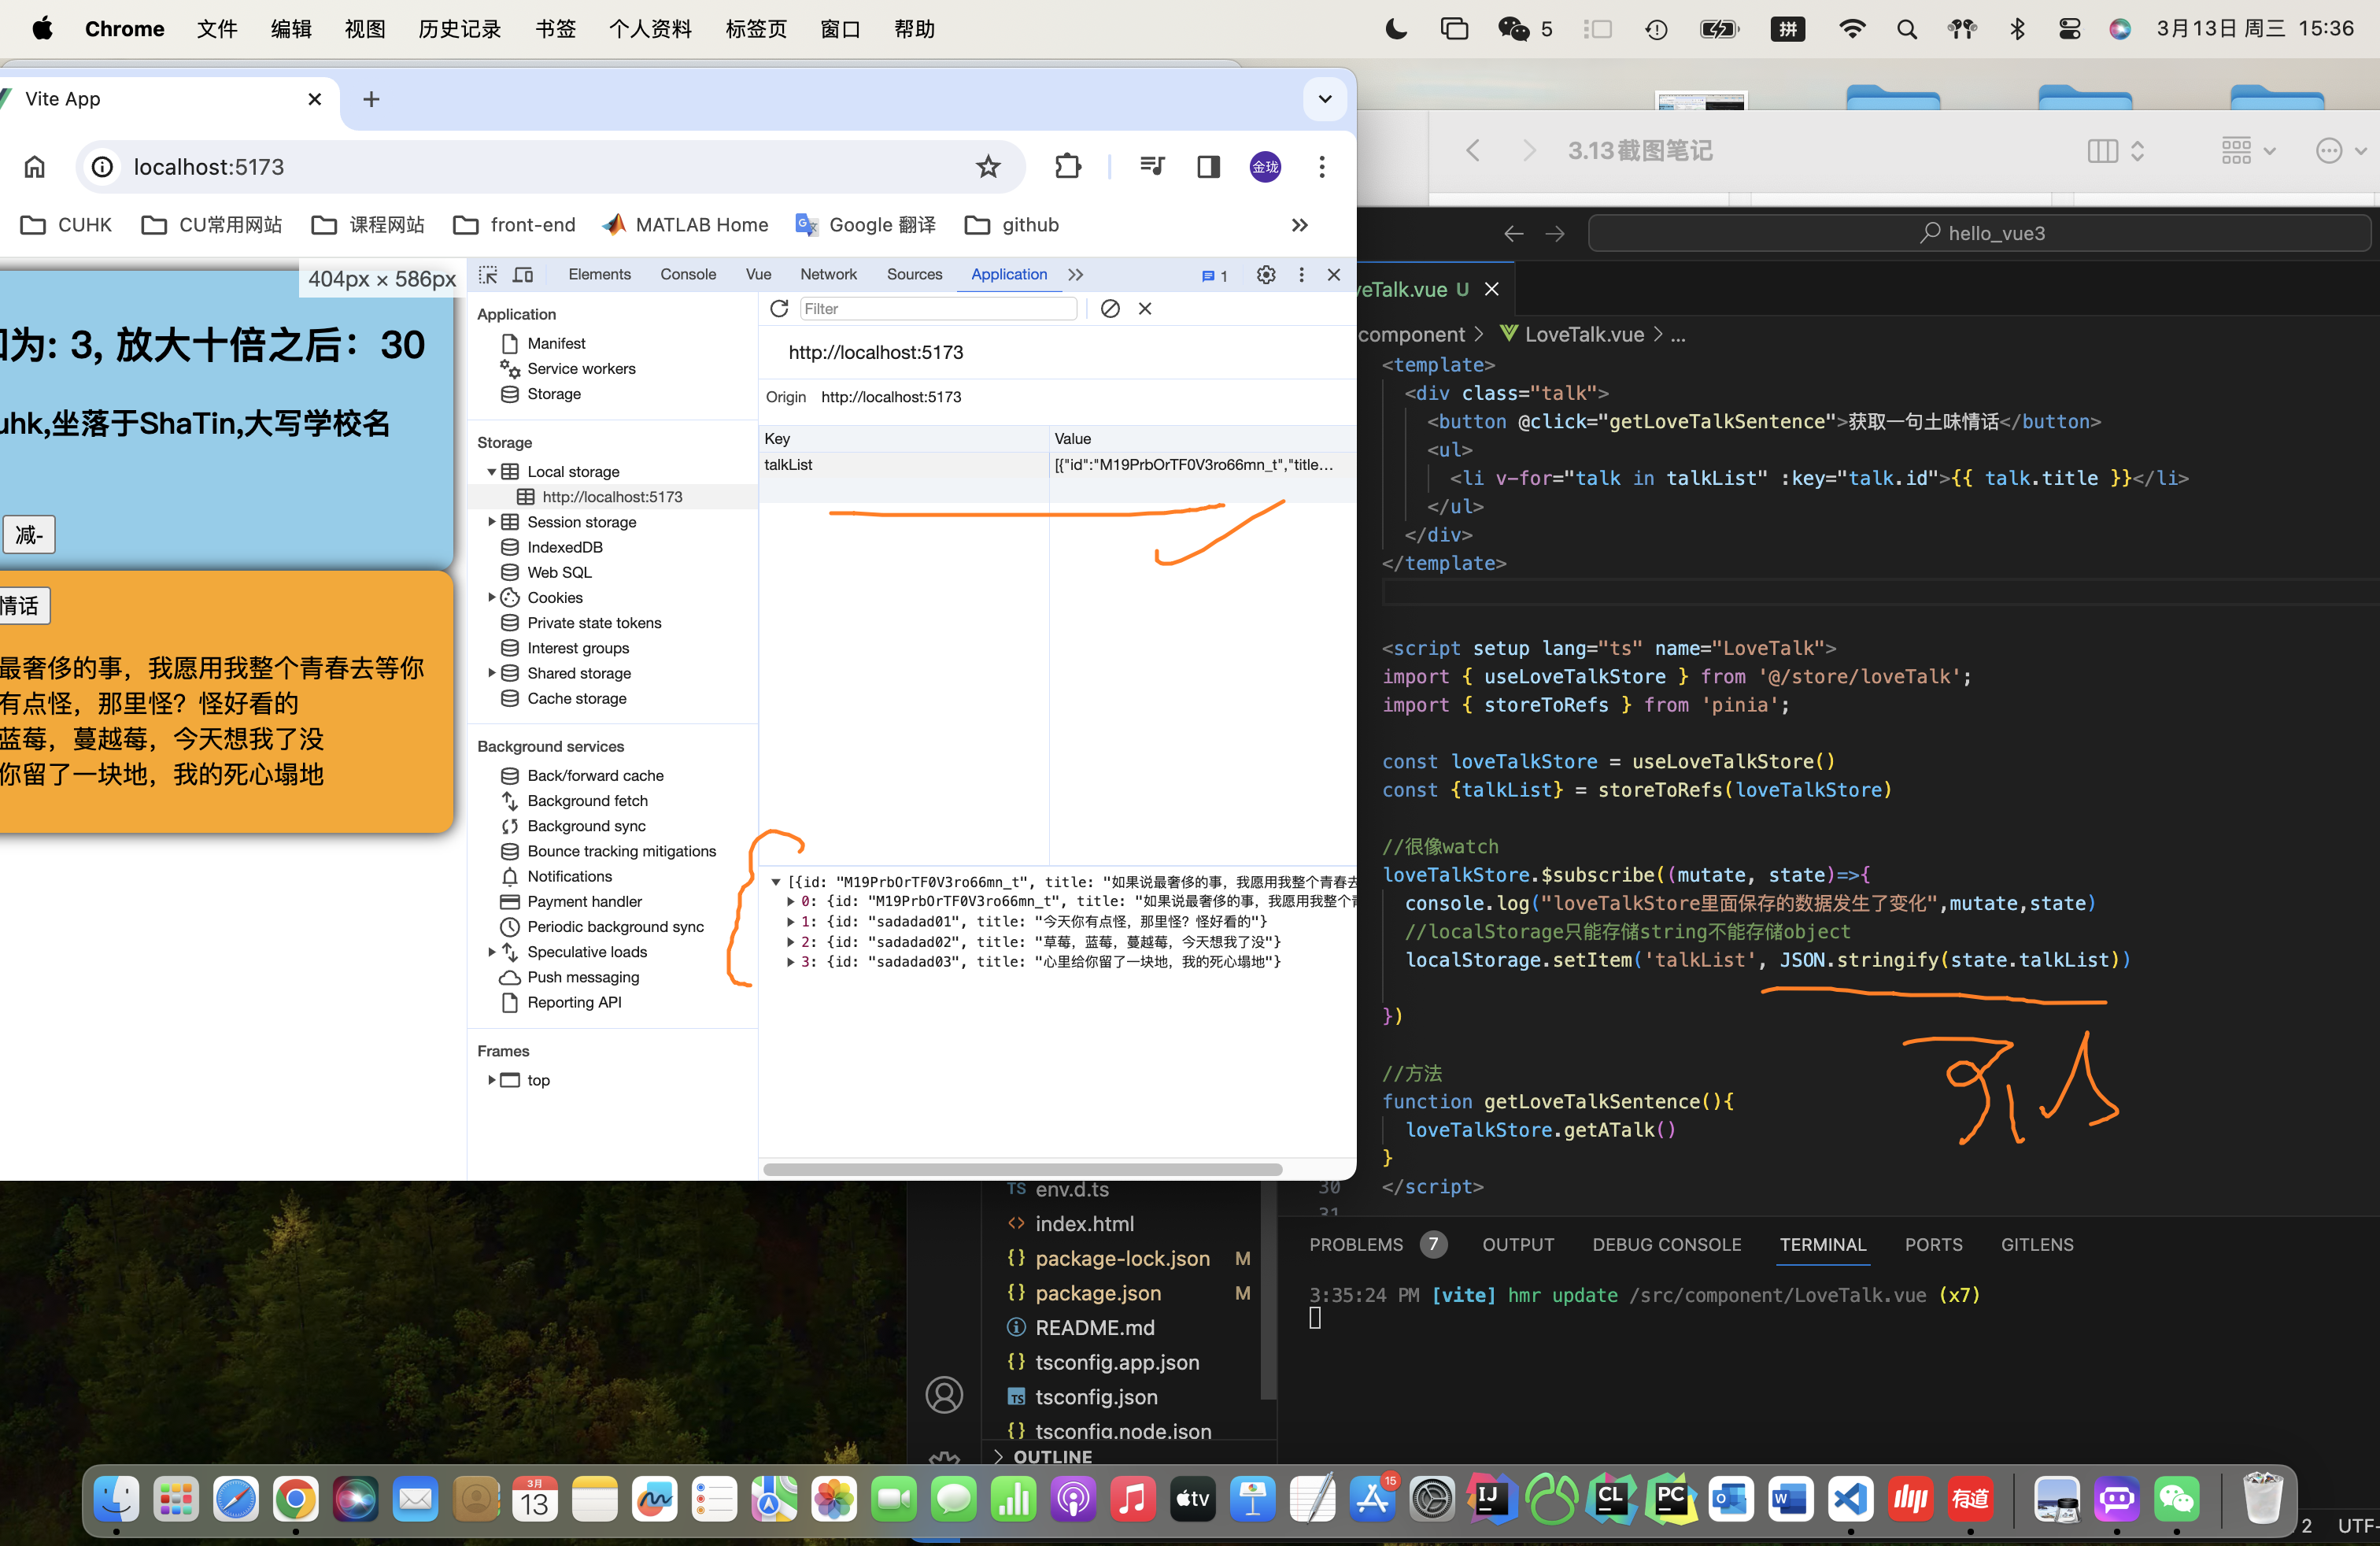 Chrome 文件 编辑 视图 历史记录 书签 个人资料 标签页 窗口 帮助
5 拼 3月13日 周三 15:36
Vite App
localhost:5173
金珑
CUHK CU常用网站 课程网站 front-end MATLAB Home Google 翻译 github
404px × 586px
为: 3, 放大十倍之后：30
uhk,坐落于ShaTin,大写学校名
减-
情话
最奢侈的事，我愿用我整个青春去等你
有点怪，那里怪？怪好看的
蓝莓，蔓越莓，今天想我了没
你留了一块地，我的死心塌地
Elements Console Vue Network Sources Application 1
Application
Manifest
Service workers
Storage
Storage
Local storage
http://localhost:5173
Session storage
IndexedDB
Web SQL
Cookies
Private state tokens
Interest groups
Shared storage
Cache storage
Background services
Back/forward cache
Background fetch
Background sync
Bounce tracking mitigations
Notifications
Payment handler
Periodic background sync
Speculative loads
Push messaging
Reporting API
Frames
top
Filter
http://localhost:5173
Origin http://localhost:5173
Key Value
talkList [{"id":"M19PrbOrTF0V3ro66mn_t","title…
[{id: "M19PrbOrTF0V3ro66mn_t", title: "如果说最奢侈的事，我愿用我整个青春去
0: {id: "M19PrbOrTF0V3ro66mn_t", title: "如果说最奢侈的事，我愿用我整个
1: {id: "sadadad01", title: "今天你有点怪，那里怪？怪好看的"}
2: {id: "sadadad02", title: "草莓，蓝莓，蔓越莓，今天想我了没"}
3: {id: "sadadad03", title: "心里给你留了一块地，我的死心塌地"}
3.13截图笔记
hello_vue3
veTalk.vue U
component > LoveTalk.vue > ...
<template>
<div class="talk">
<button @click="getLoveTalkSentence">获取一句土味情话</button>
<ul>
<li v-for="talk in talkList" :key="talk.id">{{ talk.title }}</li>
</ul>
</div>
</template>
<script setup lang="ts" name="LoveTalk">
import { useLoveTalkStore } from '@/store/loveTalk';
import { storeToRefs } from 'pinia';
const loveTalkStore = useLoveTalkStore()
const {talkList} = storeToRefs(loveTalkStore)
//很像watch
loveTalkStore.$subscribe((mutate, state)=>{
console.log("loveTalkStore里面保存的数据发生了变化",mutate,state)
//localStorage只能存储string不能存储object
localStorage.setItem('talkList', JSON.stringify(state.talkList))
})
//方法
function getLoveTalkSentence(){
loveTalkStore.getATalk()
}
30 </script>
31
env.d.ts
index.html
package-lock.json M
package.json M
README.md
tsconfig.app.json
tsconfig.json
tsconfig.node.json
OUTLINE
PROBLEMS 7 OUTPUT DEBUG CONSOLE TERMINAL PORTS GITLENS
3:35:24 PM [vite] hmr update /src/component/LoveTalk.vue (x7)
3月
13
tv
15
IJ
CL
PC
有道
2 UTF-